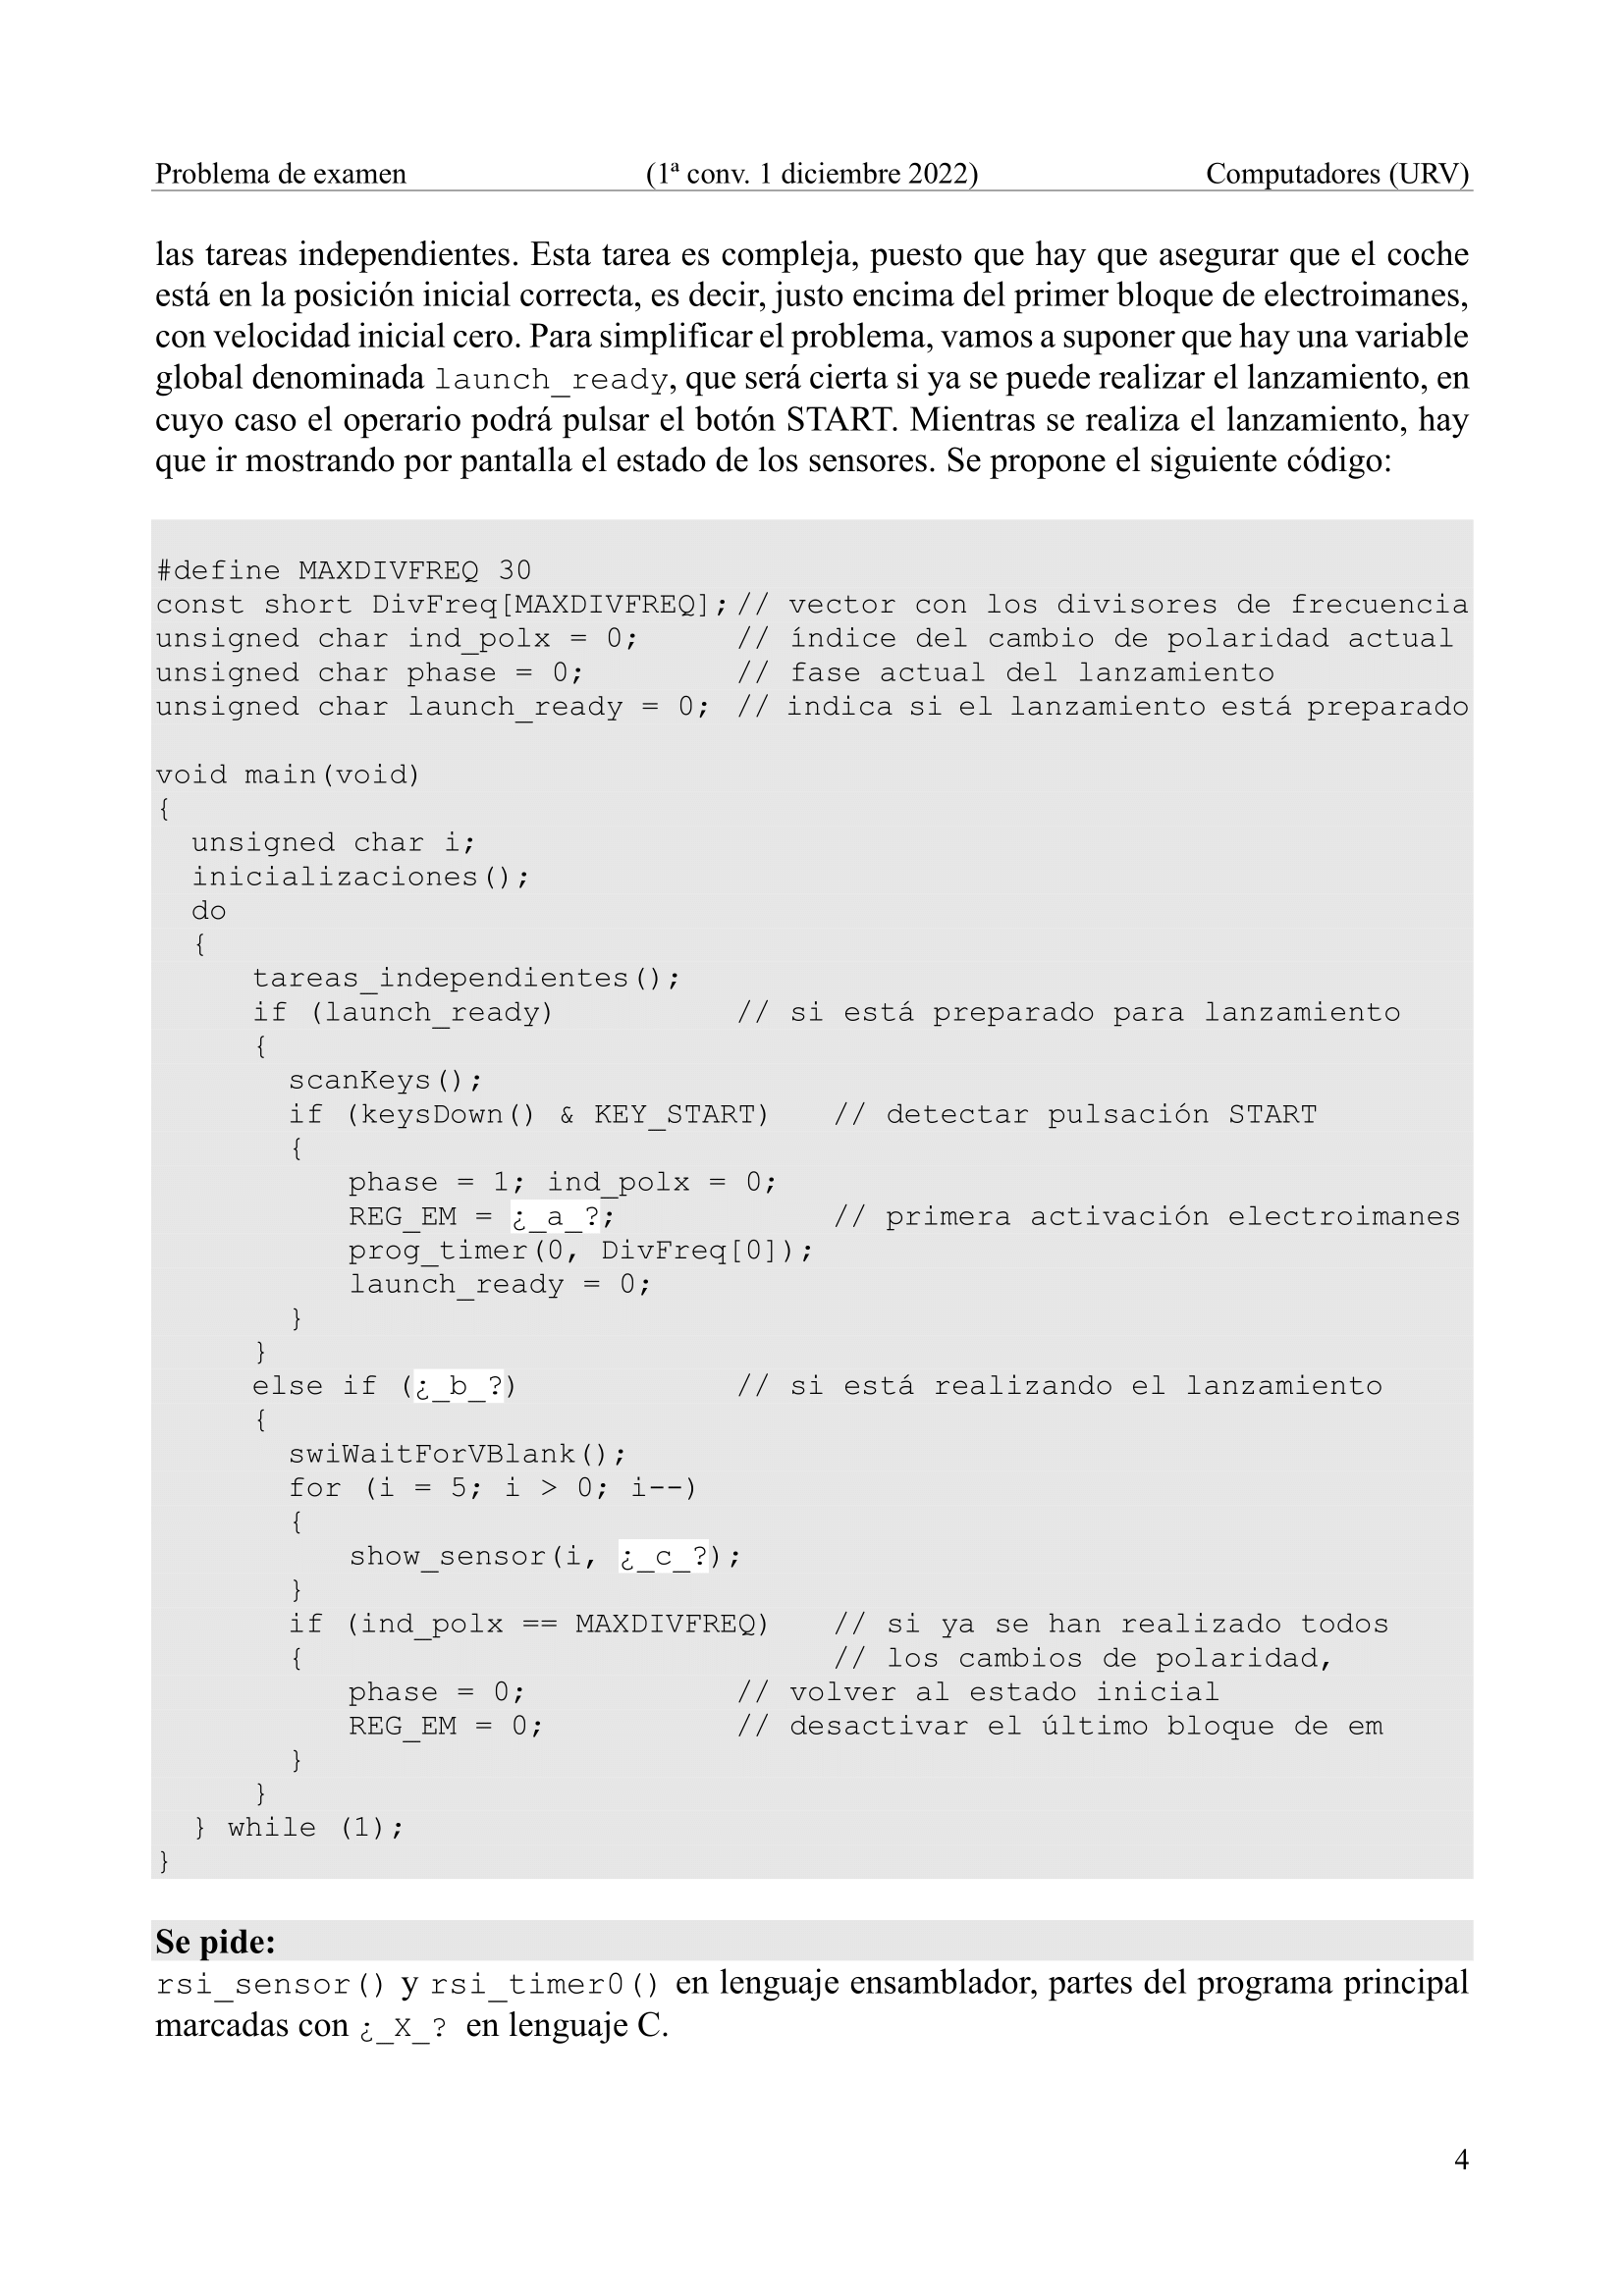 Problema de examen (1ª conv. 1 diciembre 2022) Computadores (URV)
las tareas independientes. Esta tarea es compleja, puesto que hay que asegurar que el coche
está en la posición inicial correcta, es decir, justo encima del primer bloque de electroimanes,
con velocidad inicial cero. Para simplificar el problema, vamos a suponer que hay una variable
global denominada launch_ready, que será cierta si ya se puede realizar el lanzamiento, en
cuyo caso el operario podrá pulsar el botón START. Mientras se realiza el lanzamiento, hay
que ir mostrando por pantalla el estado de los sensores. Se propone el siguiente código:
#define MAXDIVFREQ 30
const short DivFreq[MAXDIVFREQ]; // vector con los divisores de frecuencia
unsigned char ind_polx = 0; // índice del cambio de polaridad actual
unsigned char phase = 0; // fase actual del lanzamiento
unsigned char launch_ready = 0; // indica si el lanzamiento está preparado
void main(void)
{
unsigned char i;
inicializaciones();
do
{
tareas_independientes();
if (launch_ready) // si está preparado para lanzamiento
{
scanKeys();
if (keysDown() & KEY_START) // detectar pulsación START
{
phase = 1; ind_polx = 0;
REG_EM = ¿_a_?; // primera activación electroimanes
prog_timer(0, DivFreq[0]);
launch_ready = 0;
}
}
else if (¿_b_?) // si está realizando el lanzamiento
{
swiWaitForVBlank();
for (i = 5; i > 0; i--)
{
show_sensor(i, ¿_c_?);
}
if (ind_polx == MAXDIVFREQ) // si ya se han realizado todos
{ // los cambios de polaridad,
phase = 0; // volver al estado inicial
REG_EM = 0; // desactivar el último bloque de em
}
}
} while (1);
}
Se pide:
rsi_sensor() y rsi_timer0() en lenguaje ensamblador, partes del programa principal
marcadas con ¿_X_? en lenguaje C.
4